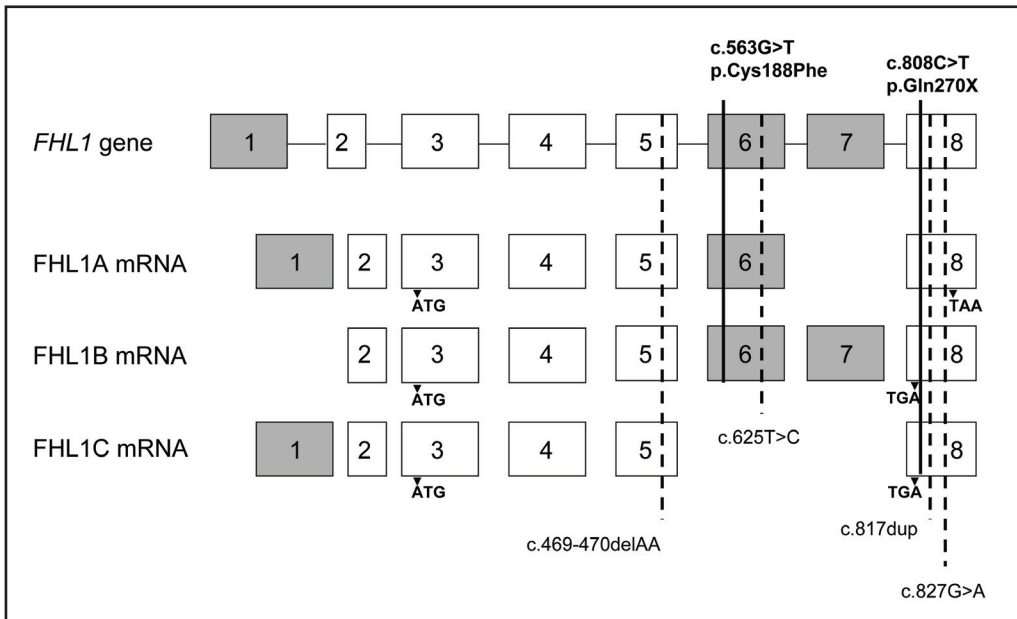 c.563G>T
p.Cys188Phe
c.808C>T
p.Gln270X
FHL1 gene
1
2
3
4
5
6
7
8
FHL1A mRNA
1
2
3
4
5
6
8
ATG
TAA
FHL1B mRNA
2
3
4
5
6
7
8
ATG
TGA
c.625T>C
FHL1C mRNA
1
2
3
4
5
8
ATG
TGA
c.469-470delAA
c.817dup
c.827G>A